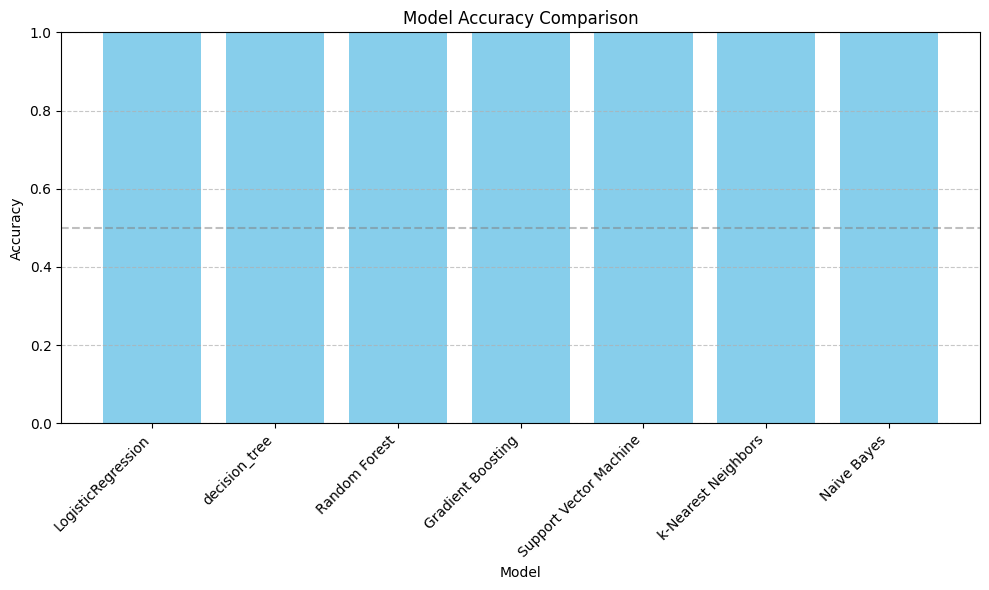 Model Accuracy Comparison
1.0
0.8
0.6
0.4
0.2
0.0
Accuracy
LogisticRegression
decision_tree
Random Forest
Gradient Boosting
Support Vector Machine
k-Nearest Neighbors
Naive Bayes
Model